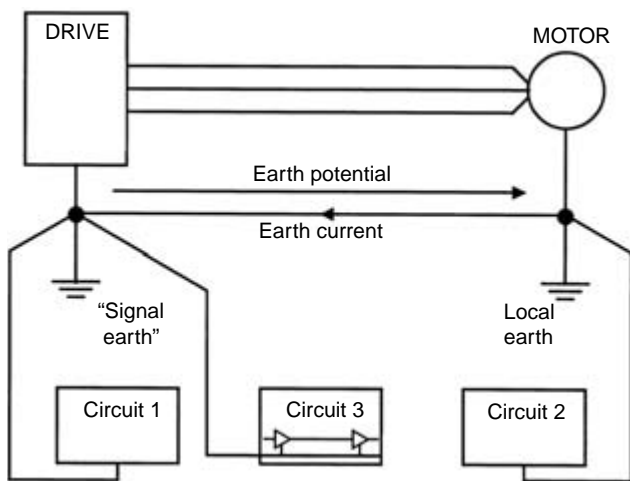 DRIVE
MOTOR
Earth potential
Earth current
“Signal
earth”
Local
earth
Circuit 1
Circuit 3
Circuit 2